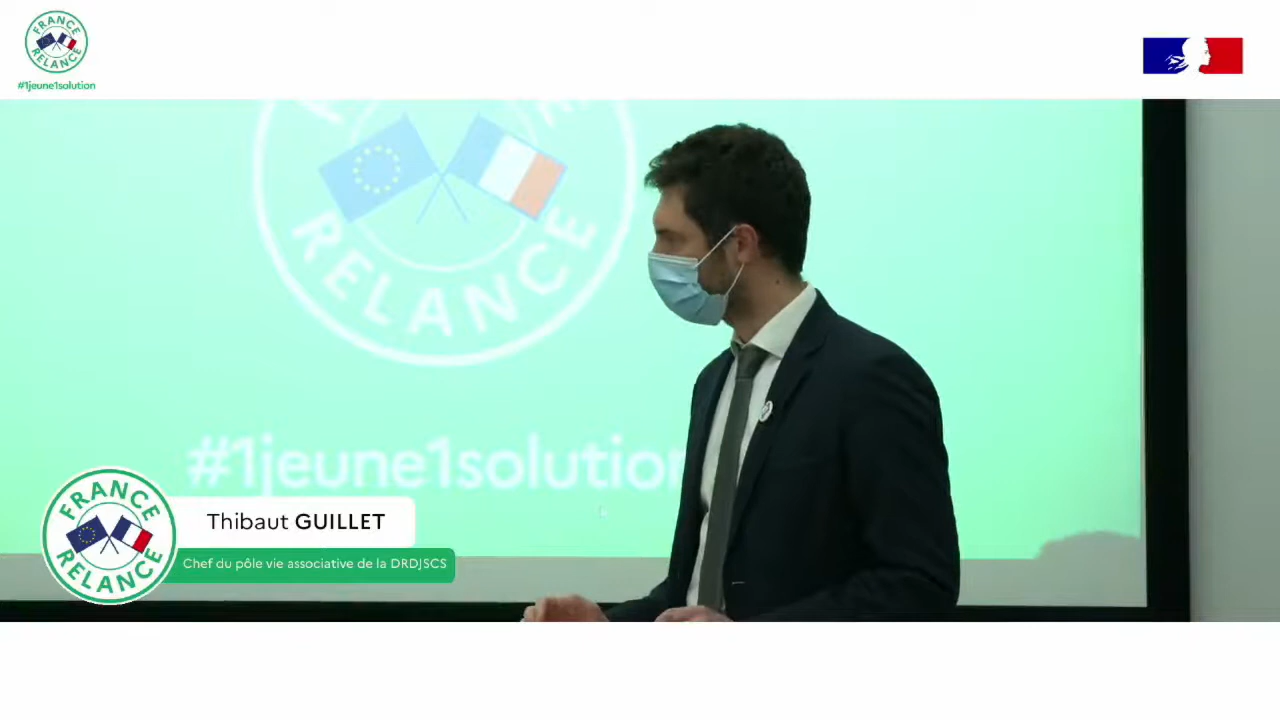 FRANCE
RELANCE
#1jeune1solution
RELANCE
#1jeune1solution
FRANCE
RELANCE
Thibaut GUILLET
Chef du pôle vie associative de la DRDJSCS